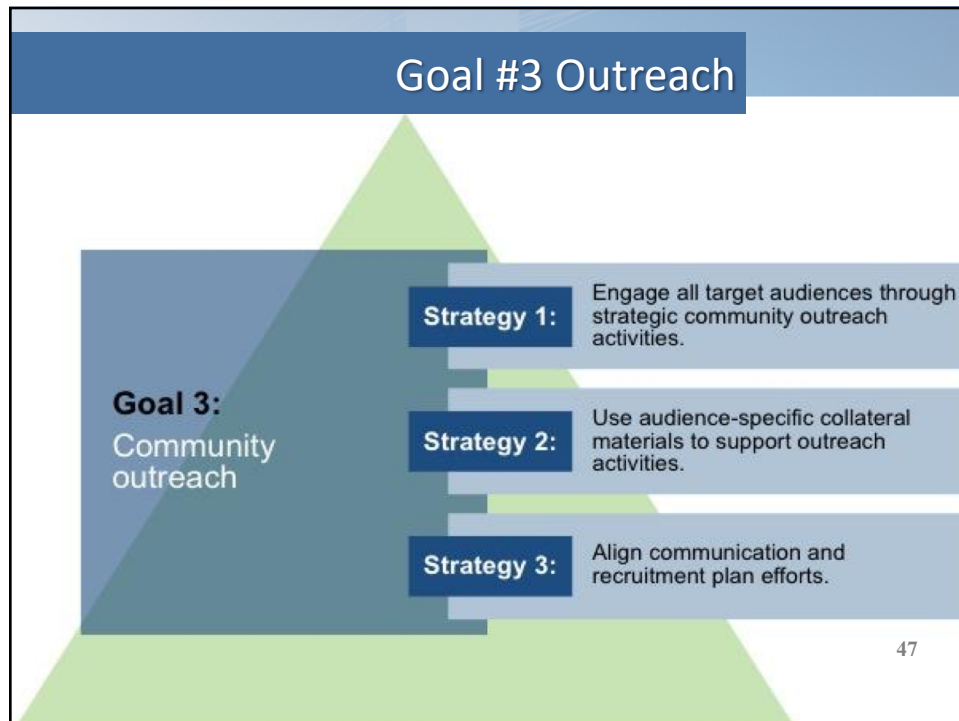 Goal #3 Outreach
Goal 3:
Community
outreach
Strategy 1:
Engage all target audiences through
strategic community outreach
activities.
Strategy 2:
Use audience-specific collateral
materials to support outreach
activities.
Strategy 3:
Align communication and
recruitment plan efforts.
47